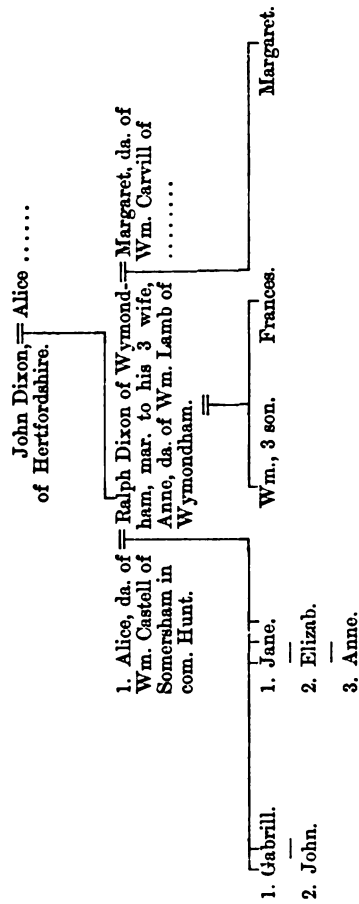 John Dixon, = Alice ......
of Hertfordshire.
1. Alice, da. of
Wm. Castell of
Somersham in
com. Hunt.
= Ralph Dixon of Wymond-
ham, mar. to his 3 wife,
Anne, da. of Wm. Lamb of
Wymondham.
= Margaret, da. of
Wm. Carvill of
........
1. Gabrill.
2. John.
1. Jane.
2. Elizab.
3. Anne.
Wm., 3 son.
Frances.
Margaret.